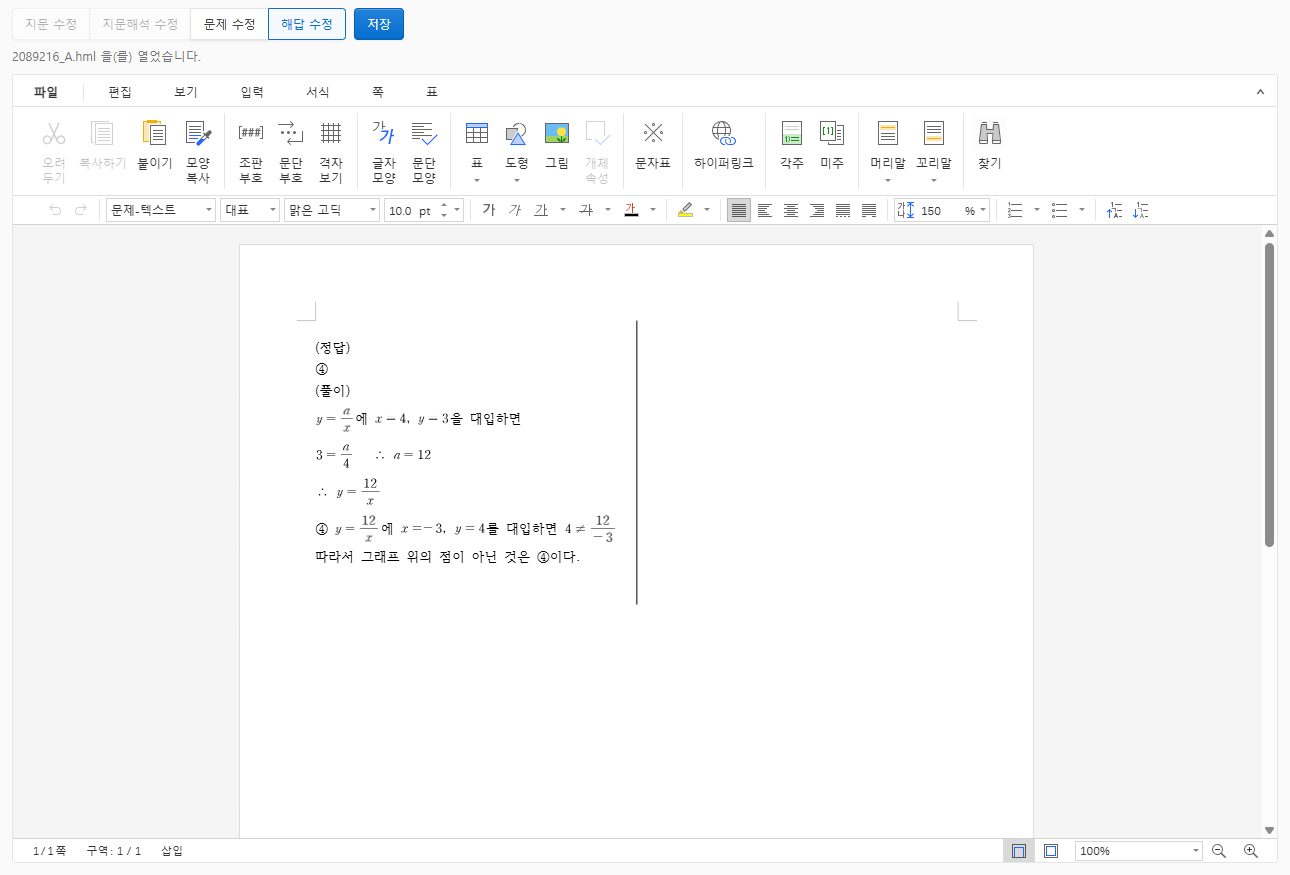 지문 수정 지문해석 수정 문제 수정 해답 수정 저장
2089216_A.hml 을(를) 열었습니다.
파일 편집 보기 입력 서식 쪽 표
오려두기 복사하기 붙이기 모양 복사 조판 부호 문단 부호 격자 보기 글자 모양 문단 모양 표 도형 그림 개체 속성 문자표 하이퍼링크 각주 미주 머리말 꼬리말 찾기
문제-텍스트 대표 맑은 고딕 10.0 pt 가 가 가 가 가 150 %
(정답)
④
(풀이)
y = a/x 에 x − 4, y − 3을 대입하면
3 = a/4 ∴ a = 12
∴ y = 12/x
④ y = 12/x 에 x = −3, y = 4를 대입하면 4 ≠ 12/−3
따라서 그래프 위의 점이 아닌 것은 ④이다.
1/1쪽 구역: 1 / 1 삽입 100%